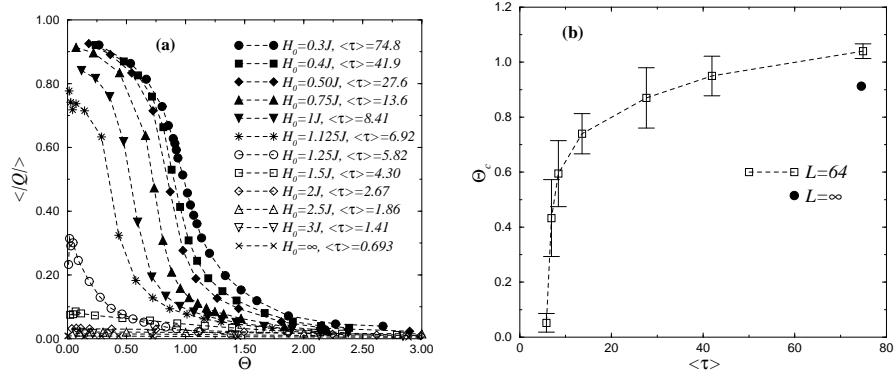 (a)
<|Q|>
1.00
0.80
0.60
0.40
0.20
0.00
H₀=0.3J, <τ>=74.8
H₀=0.4J, <τ>=41.9
H₀=0.50J, <τ>=27.6
H₀=0.75J, <τ>=13.6
H₀=1J, <τ>=8.41
H₀=1.125J, <τ>=6.92
H₀=1.25J, <τ>=5.82
H₀=1.5J, <τ>=4.30
H₀=2J, <τ>=2.67
H₀=2.5J, <τ>=1.86
H₀=3J, <τ>=1.41
H₀=∞, <τ>=0.693
0.00 0.50 1.00 1.50 2.00 2.50 3.00
Θ
(b)
Θc
1.2
1.0
0.8
0.6
0.4
0.2
0.0
L=64
L=∞
0 20 40 60 80
<τ>